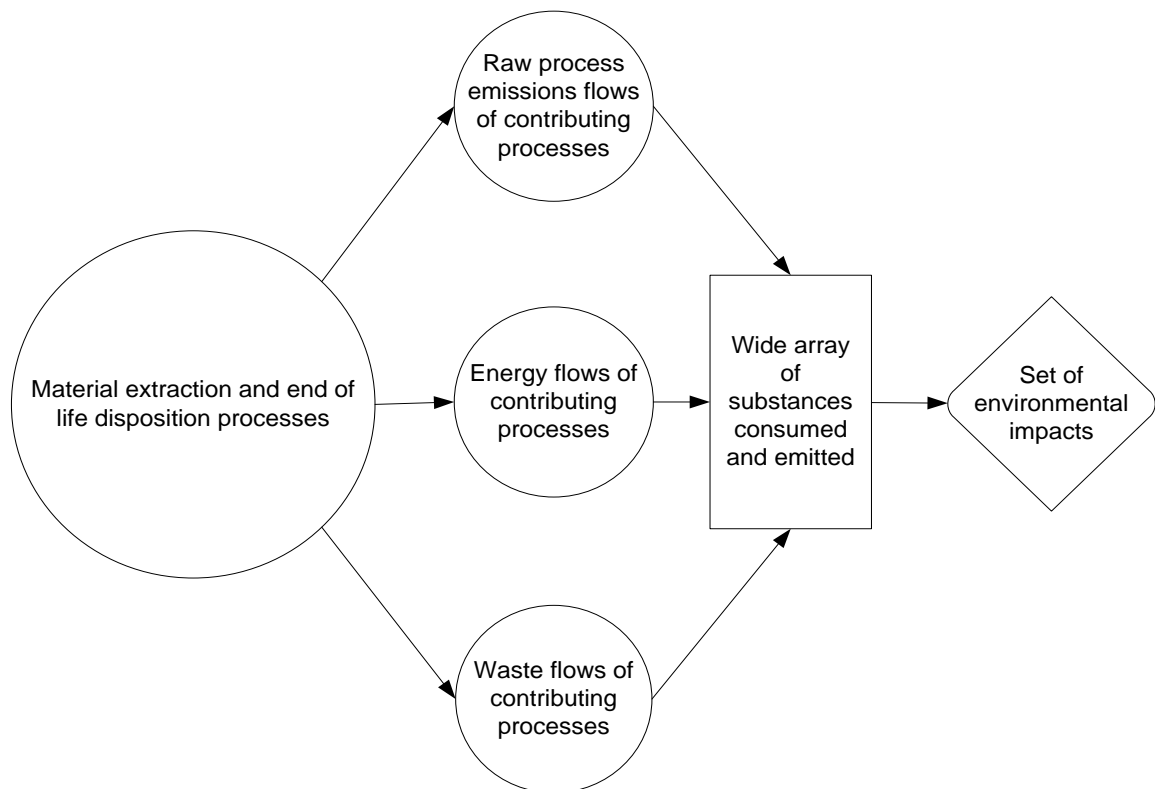 Raw process
emissions flows
of contributing
processes
Material extraction and end of
life disposition processes
Energy flows of
contributing
processes
Wide array
of
substances
consumed
and emitted
Set of
environmental
impacts
Waste flows of
contributing
processes